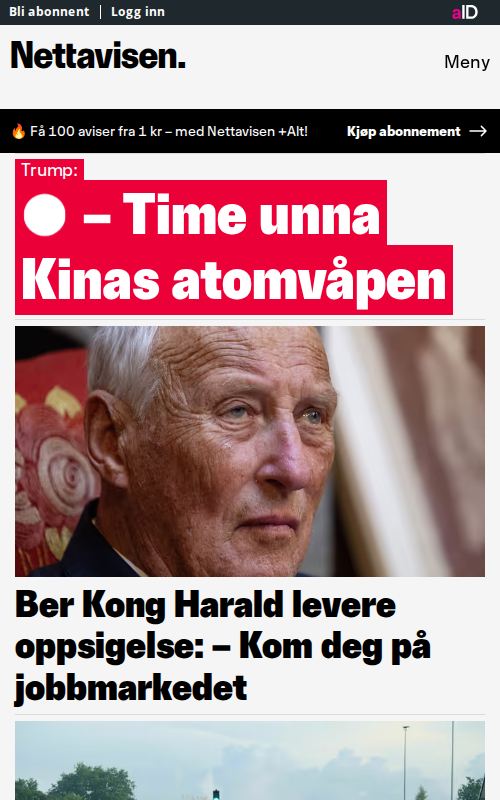 Bli abonnent
Logg inn
aID
Nettavisen.
Meny
🔥 Få 100 aviser fra 1 kr – med Nettavisen +Alt!
Kjøp abonnement →
Trump:
– Time unna
Kinas atomvåpen
Ber Kong Harald levere
oppsigelse: – Kom deg på
jobbmarkedet